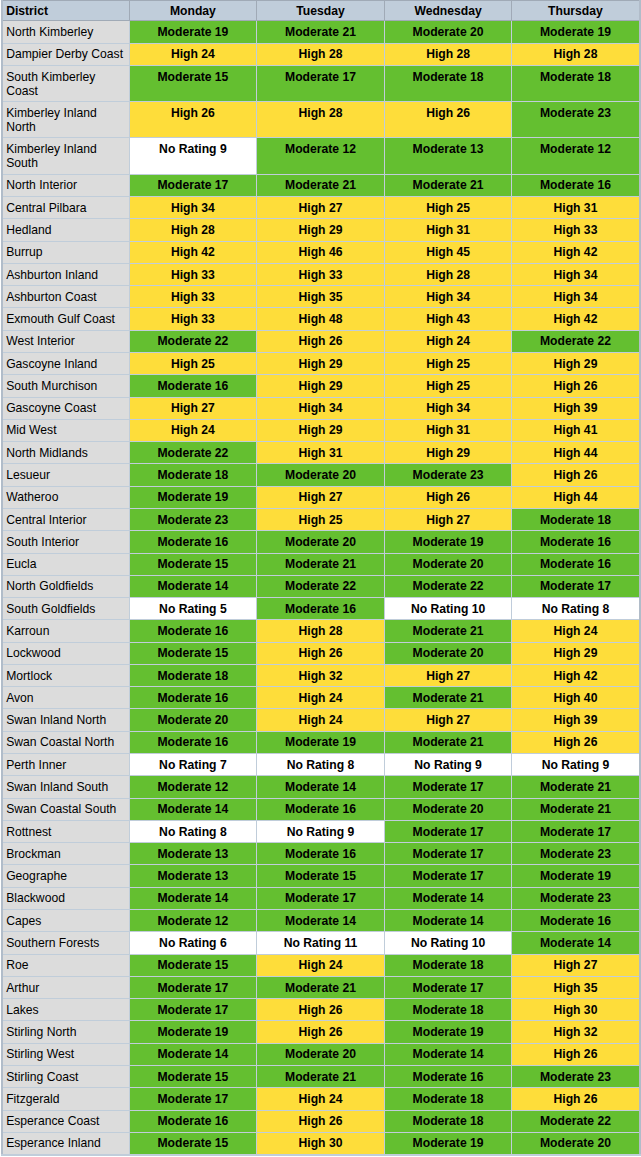 District Monday Tuesday Wednesday Thursday
North Kimberley Moderate 19 Moderate 21 Moderate 20 Moderate 19
Dampier Derby Coast High 24 High 28 High 28 High 28
South Kimberley Moderate 15 Moderate 17 Moderate 18 Moderate 18
Coast
Kimberley Inland High 26 High 28 High 26 Moderate 23
North
Kimberley Inland No Rating 9 Moderate 12 Moderate 13 Moderate 12
South
North Interior Moderate 17 Moderate 21 Moderate 21 Moderate 16
Central Pilbara High 34 High 27 High 25 High 31
Hedland High 28 High 29 High 31 High 33
Burrup High 42 High 46 High 45 High 42
Ashburton Inland High 33 High 33 High 28 High 34
Ashburton Coast High 33 High 35 High 34 High 34
Exmouth Gulf Coast High 33 High 48 High 43 High 42
West Interior Moderate 22 High 26 High 24 Moderate 22
Gascoyne Inland High 25 High 29 High 25 High 29
South Murchison Moderate 16 High 29 High 25 High 26
Gascoyne Coast High 27 High 34 High 34 High 39
Mid West High 24 High 29 High 31 High 41
North Midlands Moderate 22 High 31 High 29 High 44
Lesueur Moderate 18 Moderate 20 Moderate 23 High 26
Watheroo Moderate 19 High 27 High 26 High 44
Central Interior Moderate 23 High 25 High 27 Moderate 18
South Interior Moderate 16 Moderate 20 Moderate 19 Moderate 16
Eucla Moderate 15 Moderate 21 Moderate 20 Moderate 16
North Goldfields Moderate 14 Moderate 22 Moderate 22 Moderate 17
South Goldfields No Rating 5 Moderate 16 No Rating 10 No Rating 8
Karroun Moderate 16 High 28 Moderate 21 High 24
Lockwood Moderate 15 High 26 Moderate 20 High 29
Mortlock Moderate 18 High 32 High 27 High 42
Avon Moderate 16 High 24 Moderate 21 High 40
Swan Inland North Moderate 20 High 24 High 27 High 39
Swan Coastal North Moderate 16 Moderate 19 Moderate 21 High 26
Perth Inner No Rating 7 No Rating 8 No Rating 9 No Rating 9
Swan Inland South Moderate 12 Moderate 14 Moderate 17 Moderate 21
Swan Coastal South Moderate 14 Moderate 16 Moderate 20 Moderate 21
Rottnest No Rating 8 No Rating 9 Moderate 17 Moderate 17
Brockman Moderate 13 Moderate 16 Moderate 17 Moderate 23
Geographe Moderate 13 Moderate 15 Moderate 17 Moderate 19
Blackwood Moderate 14 Moderate 17 Moderate 14 Moderate 23
Capes Moderate 12 Moderate 14 Moderate 14 Moderate 16
Southern Forests No Rating 6 No Rating 11 No Rating 10 Moderate 14
Roe Moderate 15 High 24 Moderate 18 High 27
Arthur Moderate 17 Moderate 21 Moderate 17 High 35
Lakes Moderate 17 High 26 Moderate 18 High 30
Stirling North Moderate 19 High 26 Moderate 19 High 32
Stirling West Moderate 14 Moderate 20 Moderate 14 High 26
Stirling Coast Moderate 15 Moderate 21 Moderate 16 Moderate 23
Fitzgerald Moderate 17 High 24 Moderate 18 High 26
Esperance Coast Moderate 16 High 26 Moderate 18 Moderate 22
Esperance Inland Moderate 15 High 30 Moderate 19 Moderate 20